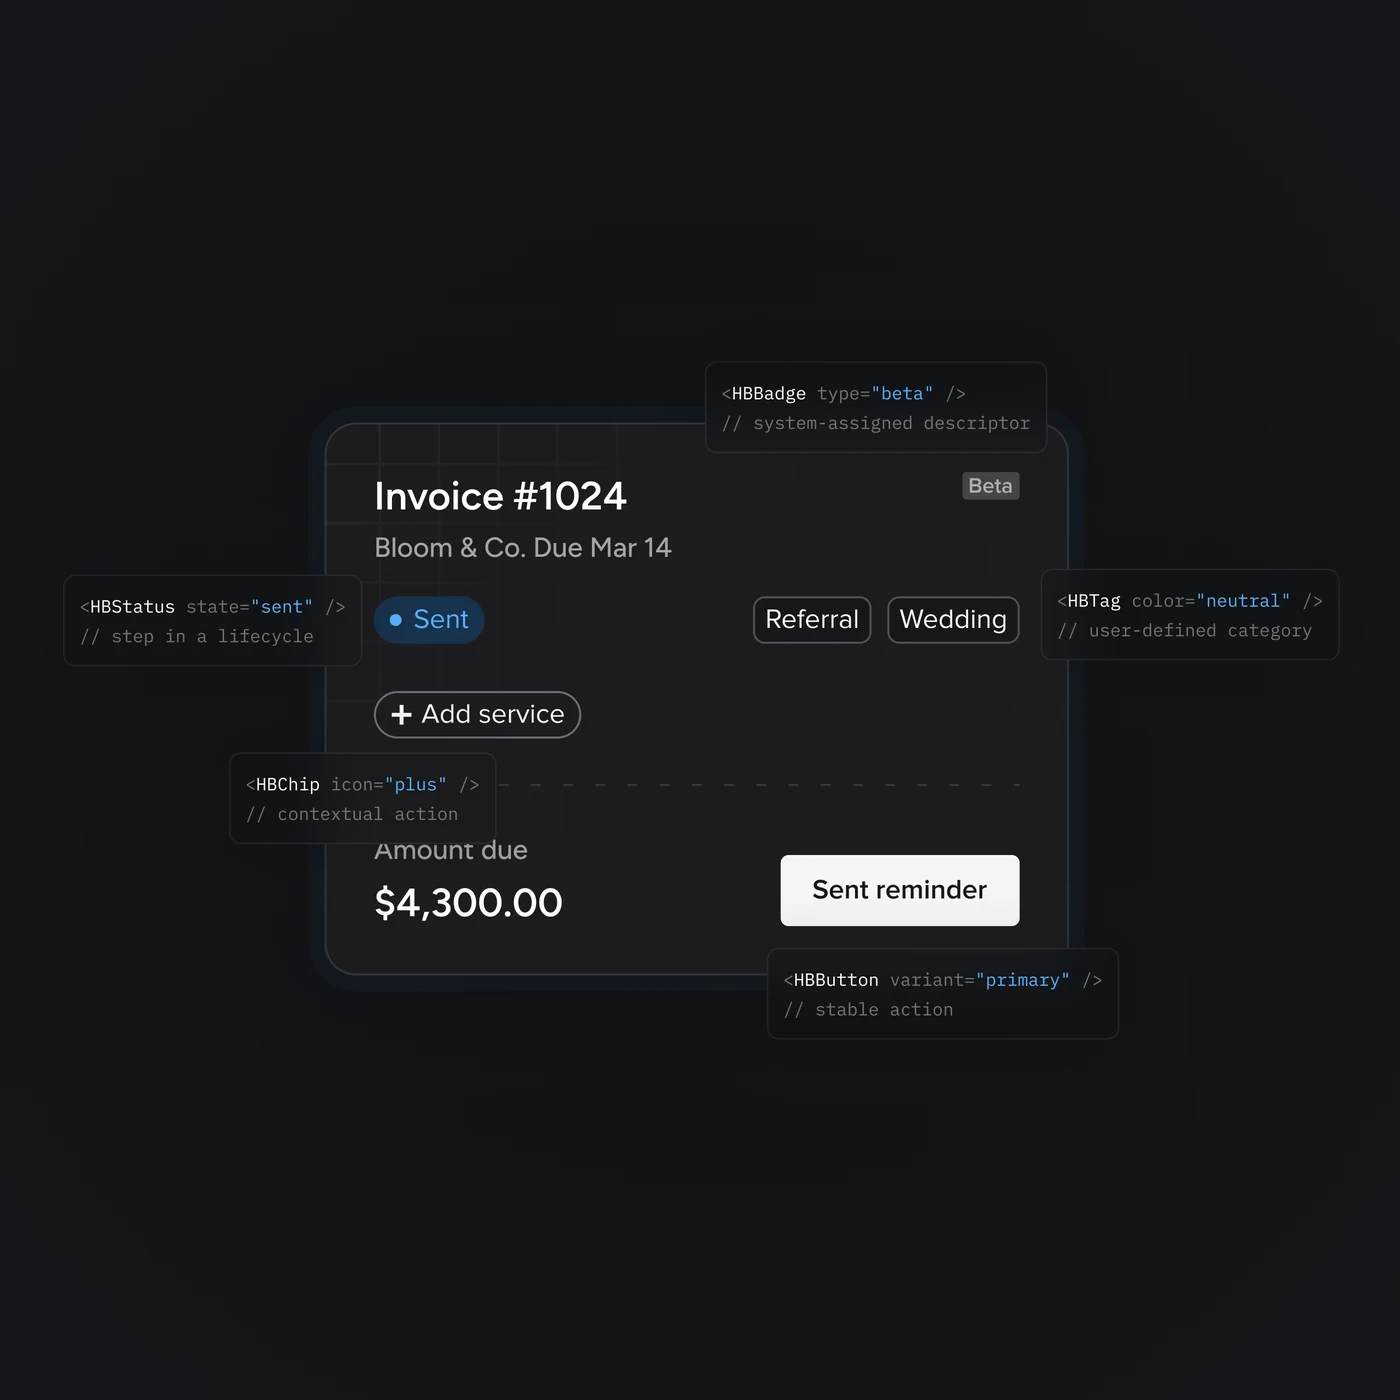 <HBBadge type="beta" />
// system-assigned descriptor
Invoice #1024
Beta
Bloom & Co. Due Mar 14
<HBStatus state="sent" />
// step in a lifecycle
Sent
Referral
Wedding
<HBTag color="neutral" />
// user-defined category
+ Add service
<HBChip icon="plus" />
// contextual action
Amount due
$4,300.00
Sent reminder
<HBButton variant="primary" />
// stable action